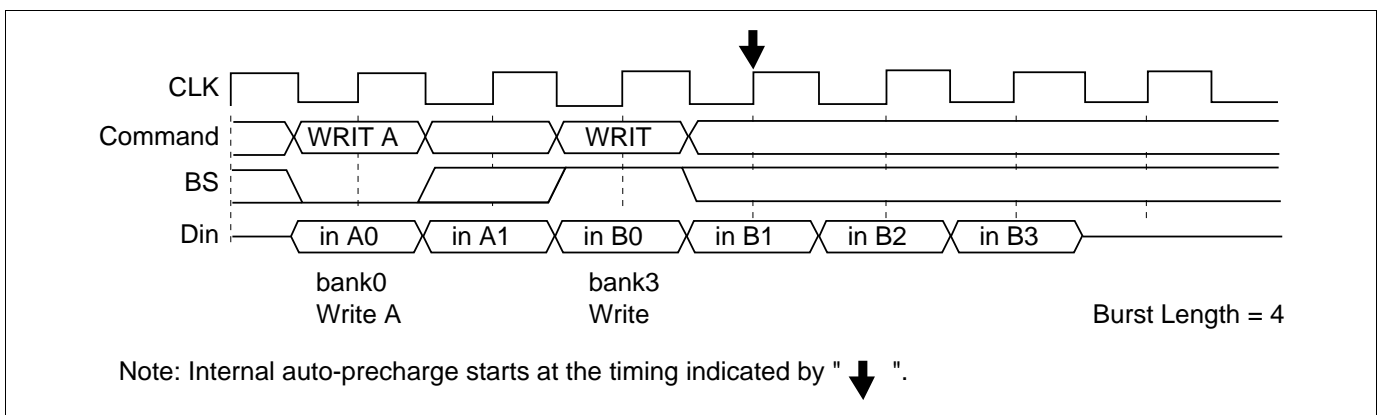 CLK
Command WRIT A WRIT
BS
Din in A0 in A1 in B0 in B1 in B2 in B3
bank0 bank3
Write A Write Burst Length = 4
Note: Internal auto-precharge starts at the timing indicated by " ".